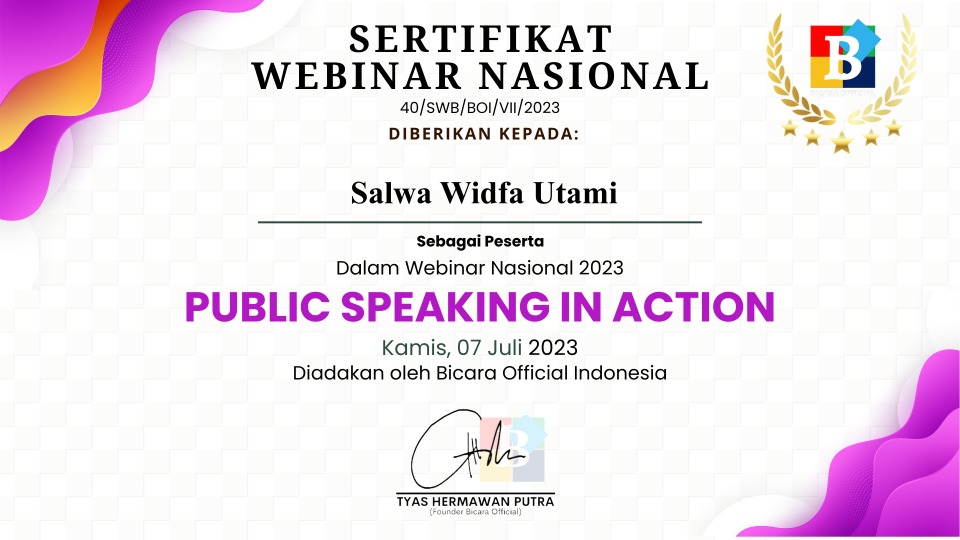 SERTIFIKAT
WEBINAR NASIONAL
40/SWB/BOI/VII/2023
DIBERIKAN KEPADA:
B
Salwa Widfa Utami
Sebagai Peserta
Dalam Webinar Nasional 2023
PUBLIC SPEAKING IN ACTION
Kamis, 07 Juli 2023
Diadakan oleh Bicara Official Indonesia
B
TYAS HERMAWAN PUTRA
(Founder Bicara Official)